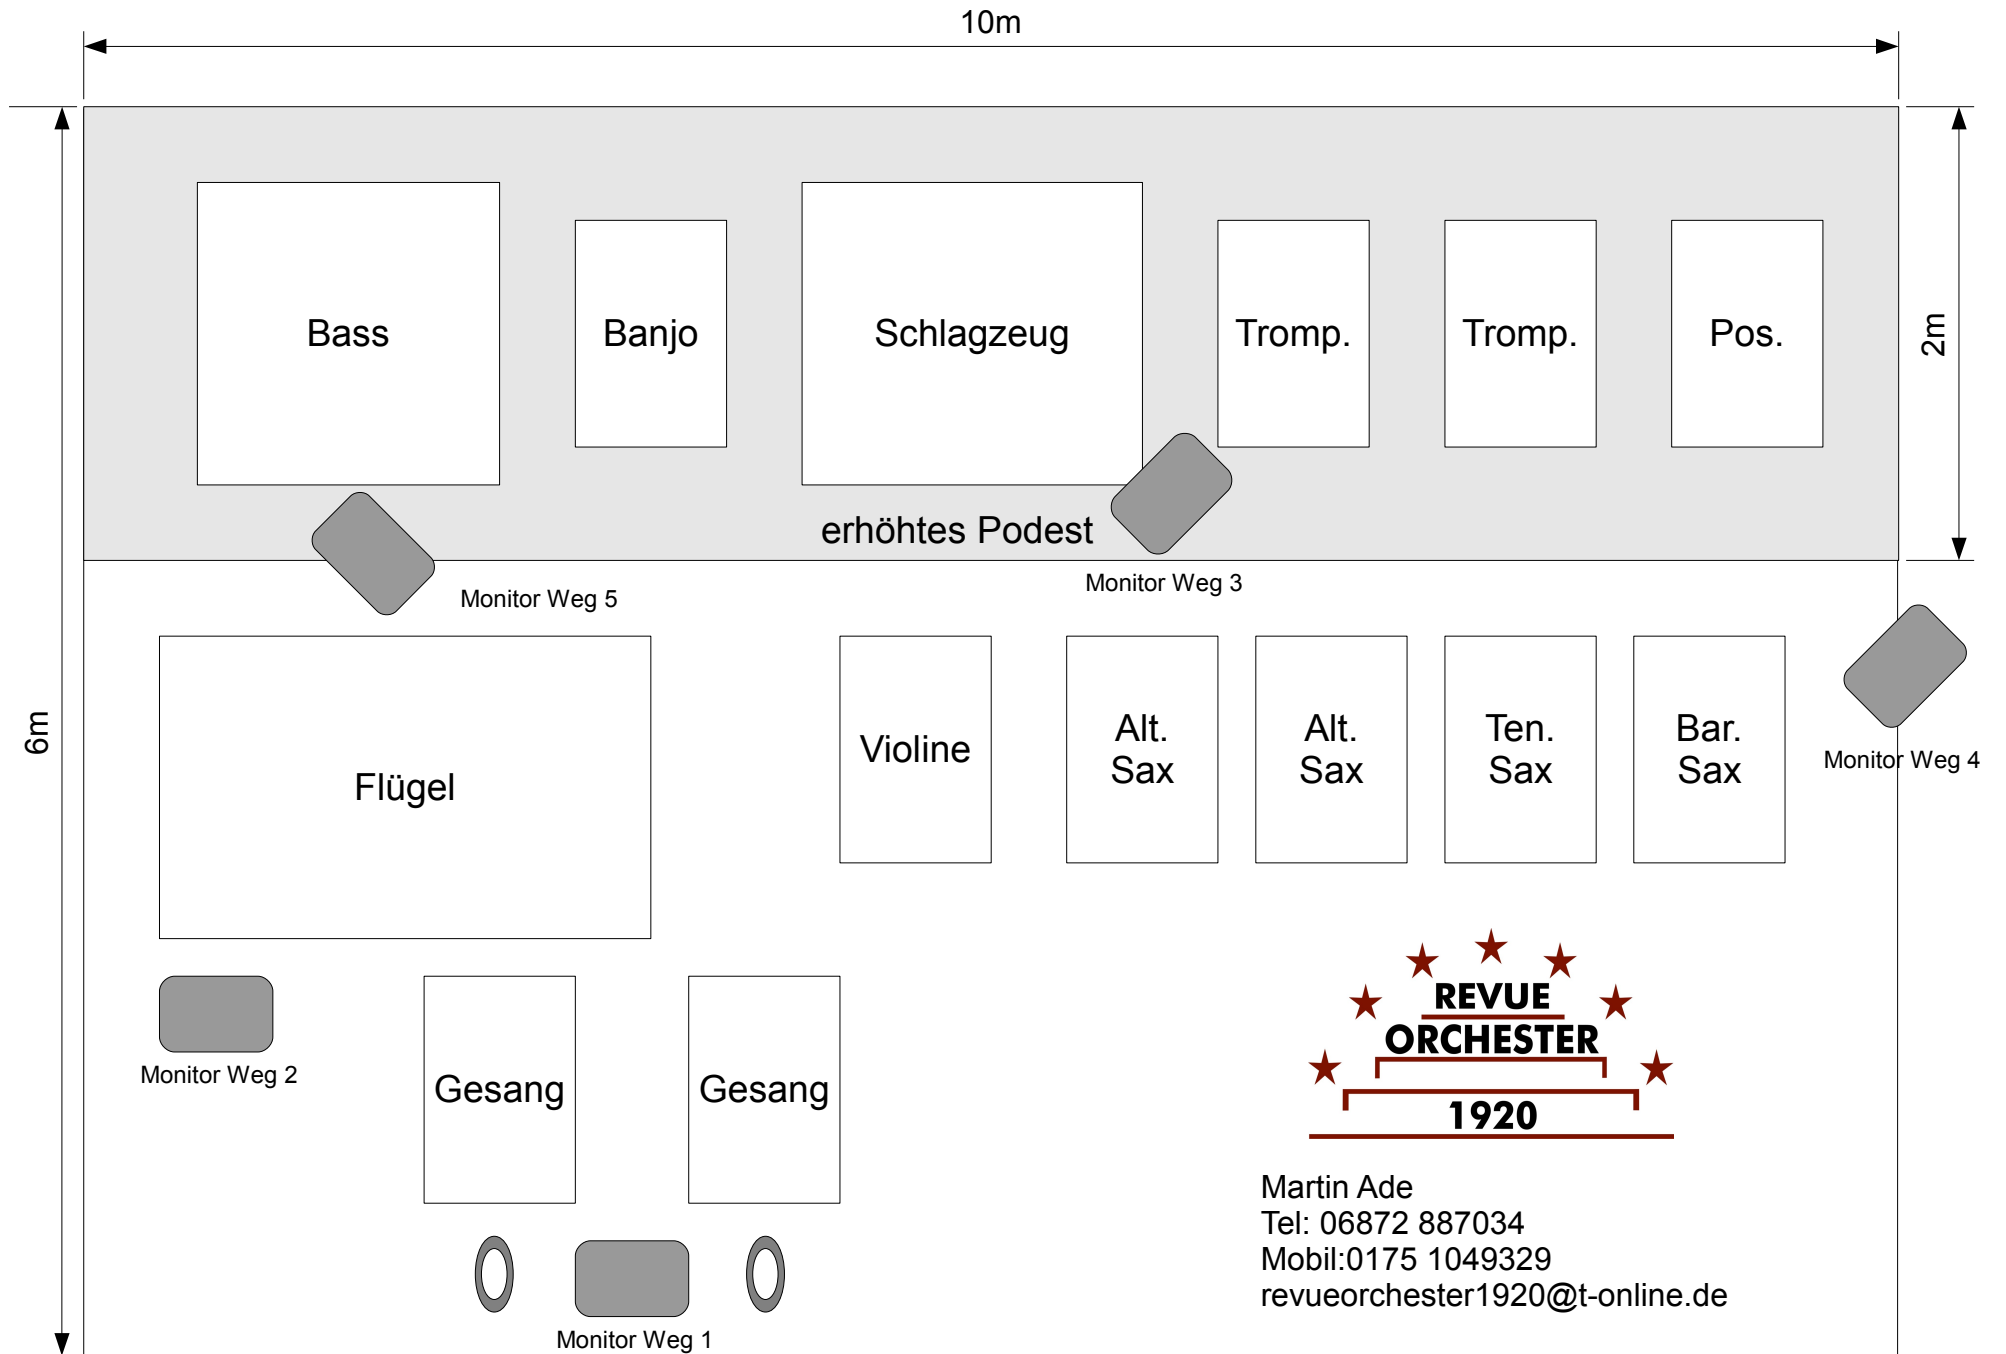 10m
Bass
Banjo
Schlagzeug
Tromp.
Tromp.
Pos.
2m
erhöhtes Podest
Monitor Weg 5
Monitor Weg 3
6m
Flügel
Violine
Alt.
Sax
Alt.
Sax
Ten.
Sax
Bar.
Sax
Monitor Weg 4
Monitor Weg 2
Gesang
Gesang
REVUE
ORCHESTER
1920
Martin Ade
Tel: 06872 887034
Mobil:0175 1049329
revueorchester1920@t-online.de
Monitor Weg 1